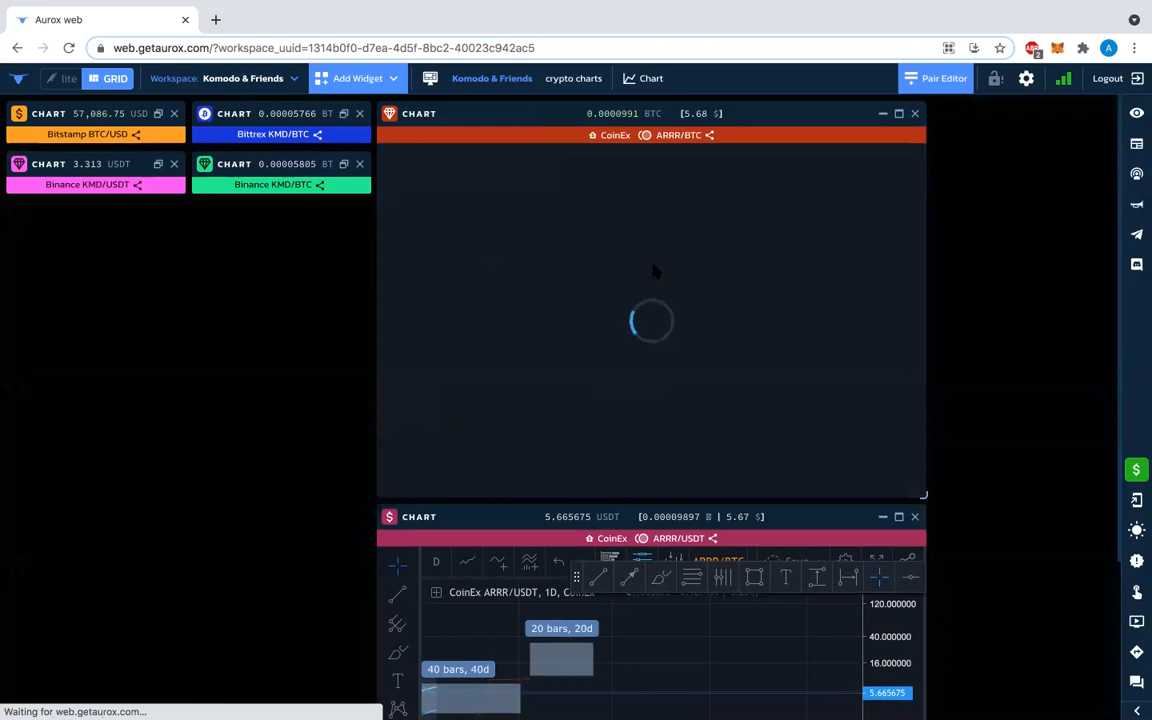 Aurox web
web.getaurox.com/?workspace_uuid=1314b0f0-d7ea-4d5f-8bc2-40023c942ac5
2
A
lite
GRID
Workspace: Komodo & Friends
Add Widget
Komodo & Friends
crypto charts
Chart
Pair Editor
Logout
CHART 57,086.75 USD
Bitstamp BTC/USD
CHART 0.00005766 BT
Bittrex KMD/BTC
CHART 0.0000991 BTC [5.68 $]
CoinEx ARRR/BTC
CHART 3.313 USDT
Binance KMD/USDT
CHART 0.00005805 BT
Binance KMD/BTC
CHART 5.665675 USDT [0.00009897 | 5.67 $]
CoinEx ARRR/USDT
D
ARRR/BTC
CoinEx ARRR/USDT, 1D, CoinEx
120.000000
20 bars, 20d
40.000000
40 bars, 40d
16.000000
5.665675
Waiting for web.getaurox.com...